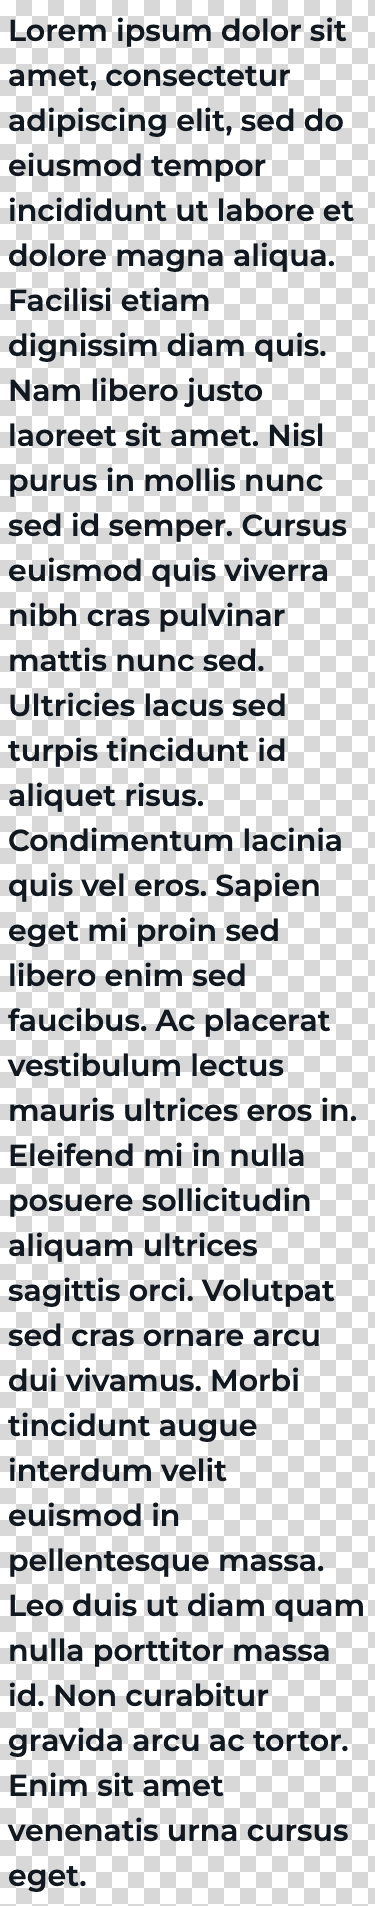 Lorem ipsum dolor sit
amet, consectetur
adipiscing elit, sed do
eiusmod tempor
incididunt ut labore et
dolore magna aliqua.
Facilisi etiam
dignissim diam quis.
Nam libero justo
laoreet sit amet. Nisl
purus in mollis nunc
sed id semper. Cursus
euismod quis viverra
nibh cras pulvinar
mattis nunc sed.
Ultricies lacus sed
turpis tincidunt id
aliquet risus.
Condimentum lacinia
quis vel eros. Sapien
eget mi proin sed
libero enim sed
faucibus. Ac placerat
vestibulum lectus
mauris ultrices eros in.
Eleifend mi in nulla
posuere sollicitudin
aliquam ultrices
sagittis orci. Volutpat
sed cras ornare arcu
dui vivamus. Morbi
tincidunt augue
interdum velit
euismod in
pellentesque massa.
Leo duis ut diam quam
nulla porttitor massa
id. Non curabitur
gravida arcu ac tortor.
Enim sit amet
venenatis urna cursus
eget.